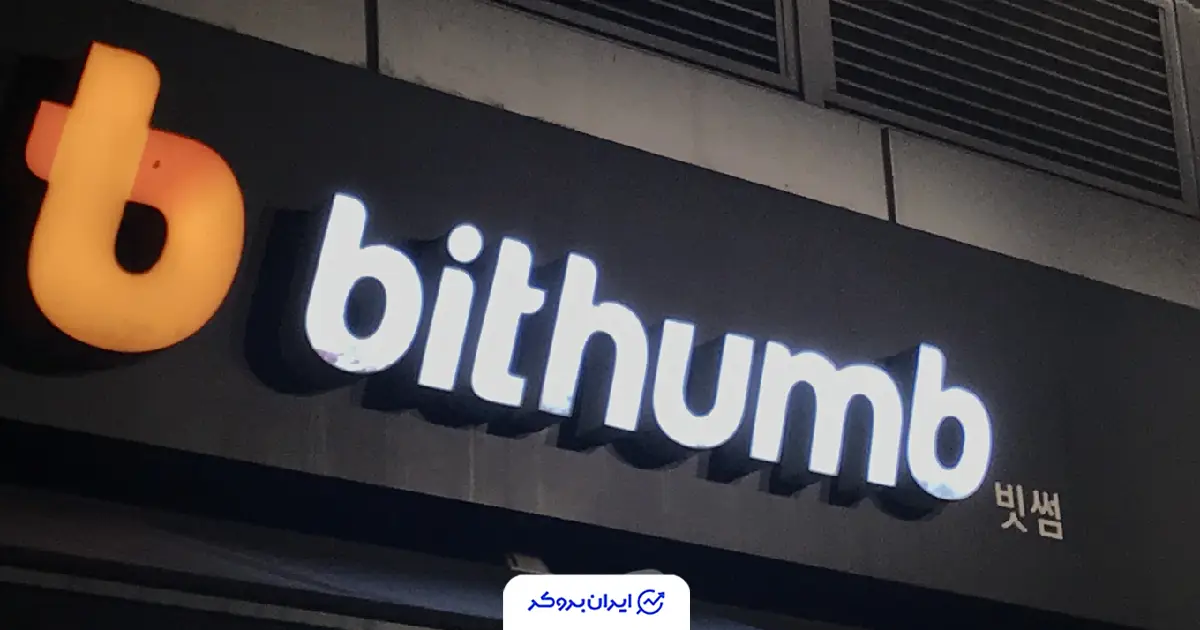 bithumb
빗썸
ایران بروکر